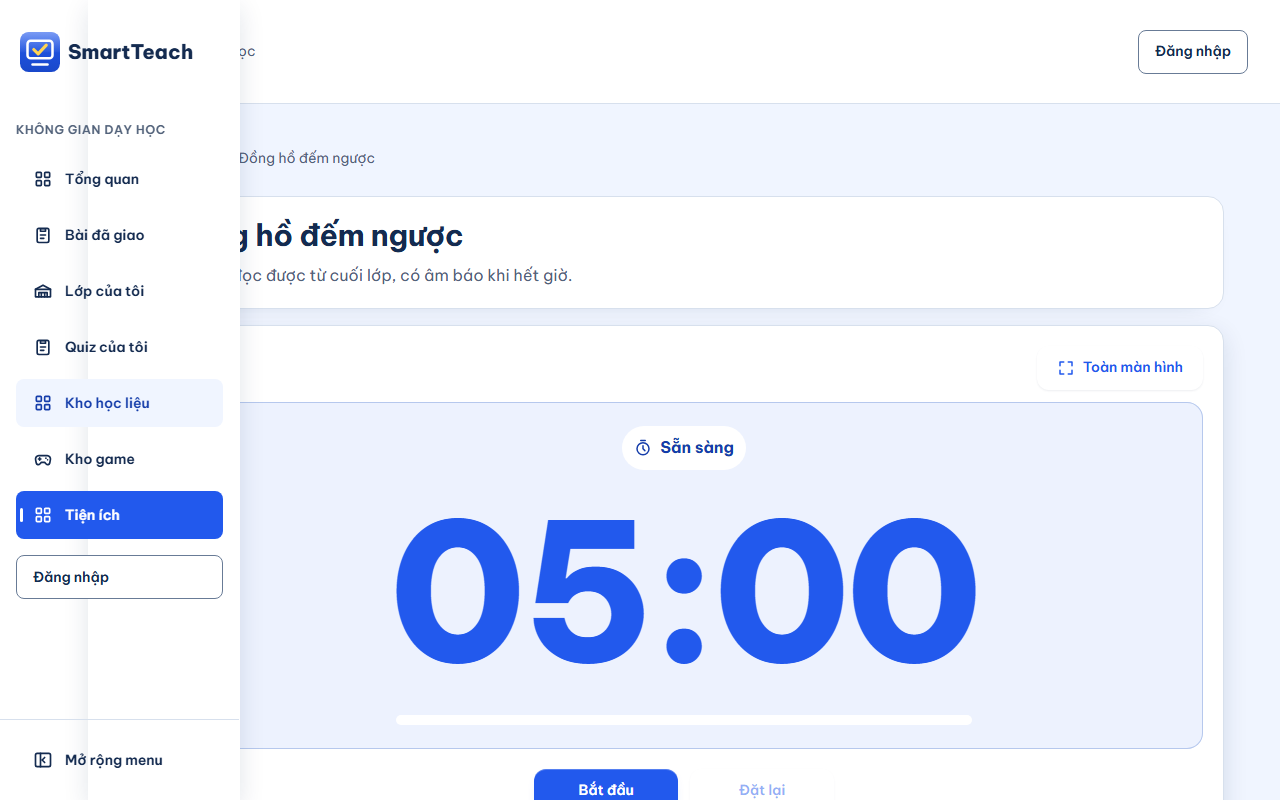 SmartTeach
ọc
Đăng nhập
KHÔNG GIAN DẠY HỌC
Tổng quan
Bài đã giao
Lớp của tôi
Quiz của tôi
Kho học liệu
Kho game
Tiện ích
Đăng nhập
Mở rộng menu
Đồng hồ đếm ngược
g hồ đếm ngược
đọc được từ cuối lớp, có âm báo khi hết giờ.
Toàn màn hình
Sẵn sàng
05:00
Bắt đầu
Đặt lại